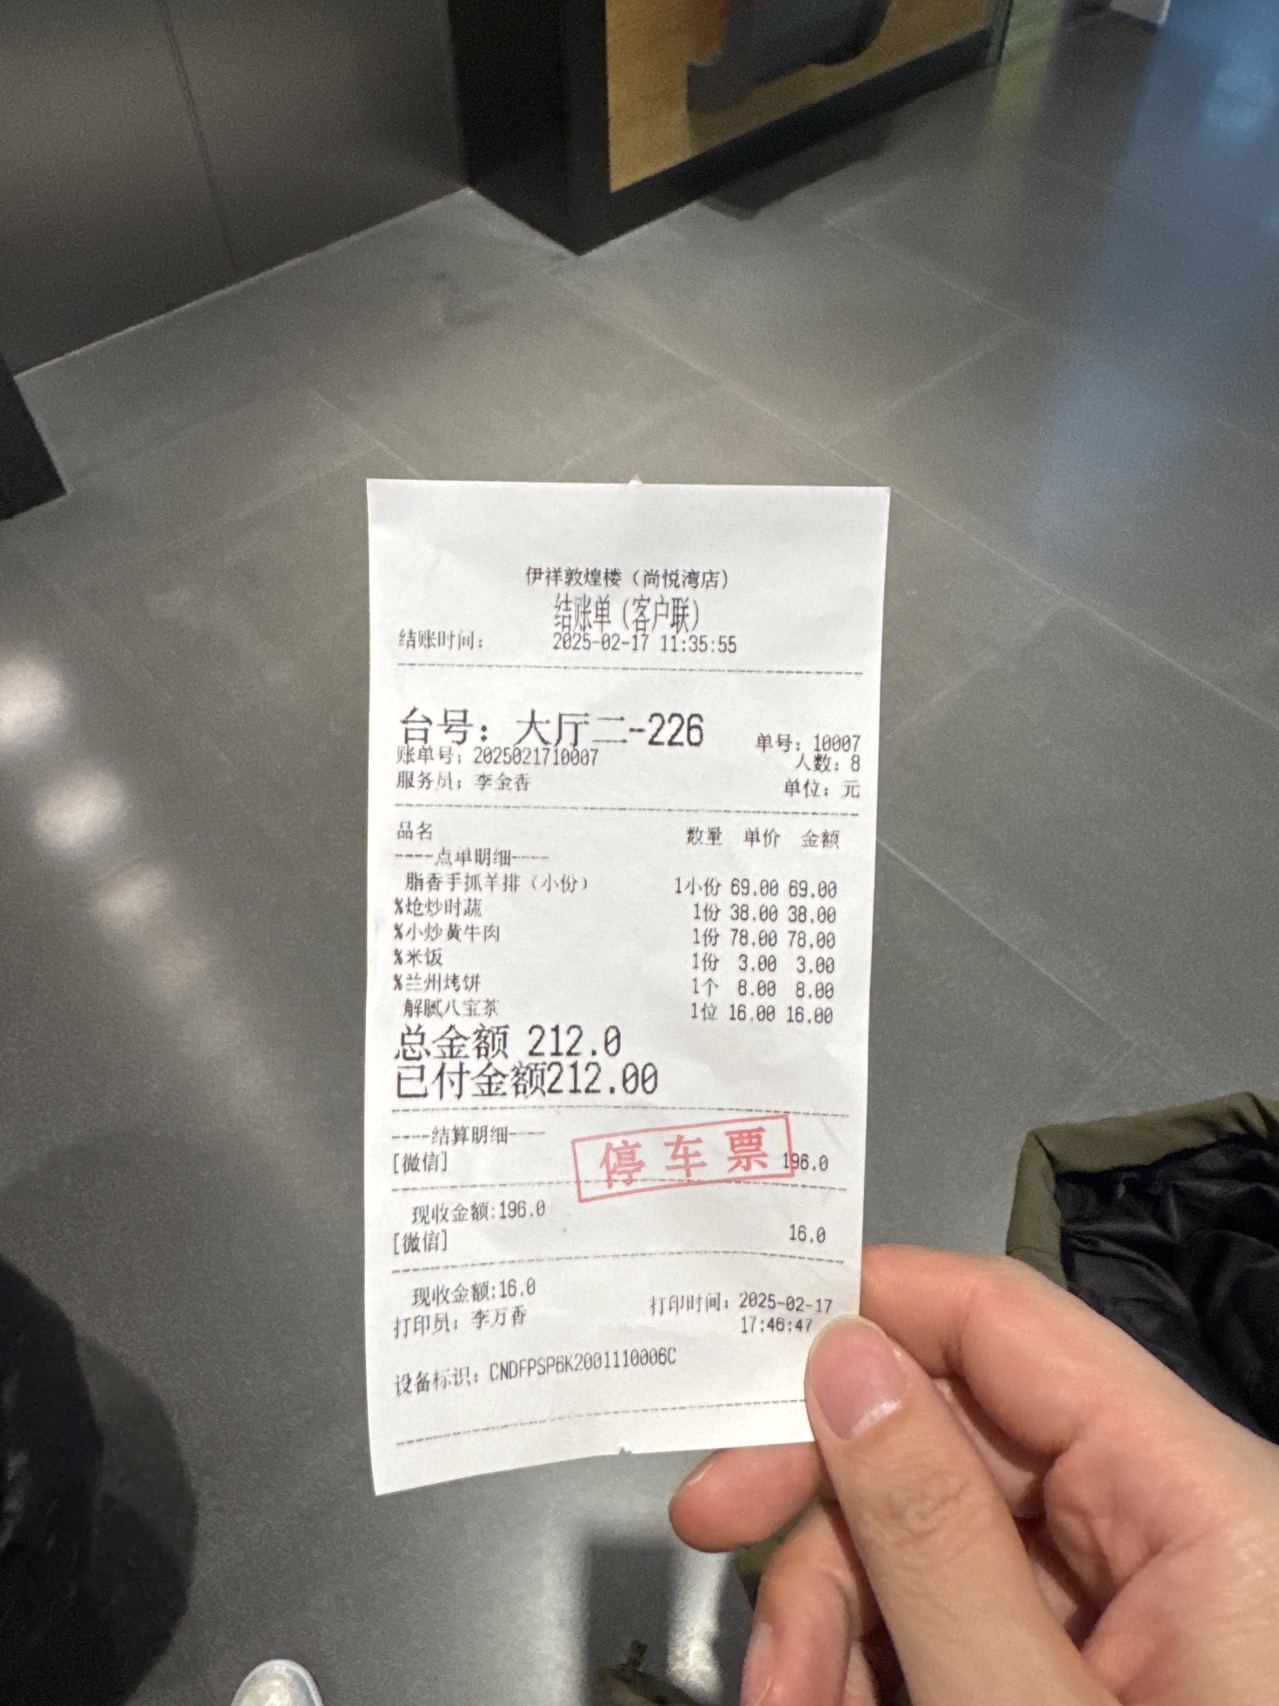 伊祥敦煌楼（尚悦湾店）
结账单（客户联）
结账时间： 2025-02-17 11:35:55
台号：大厅二-226 单号：10007
账单号：2025021710007 人数：8
服务员：李金香 单位：元
品名 数量 单价 金额
----点单明细----
脂香手抓羊排（小份） 1小份 69.00 69.00
%炝炒时蔬 1份 38.00 38.00
%小炒黄牛肉 1份 78.00 78.00
%米饭 1份 3.00 3.00
%兰州烤饼 1个 8.00 8.00
解腻八宝茶 1位 16.00 16.00
总金额 212.0
已付金额212.00
----结算明细----
[微信] 196.0
停车票
现收金额:196.0
[微信] 16.0
现收金额:16.0
打印员：李万香 打印时间：2025-02-17
17:46:47
设备标识：CNDFPSP6K2001110006C